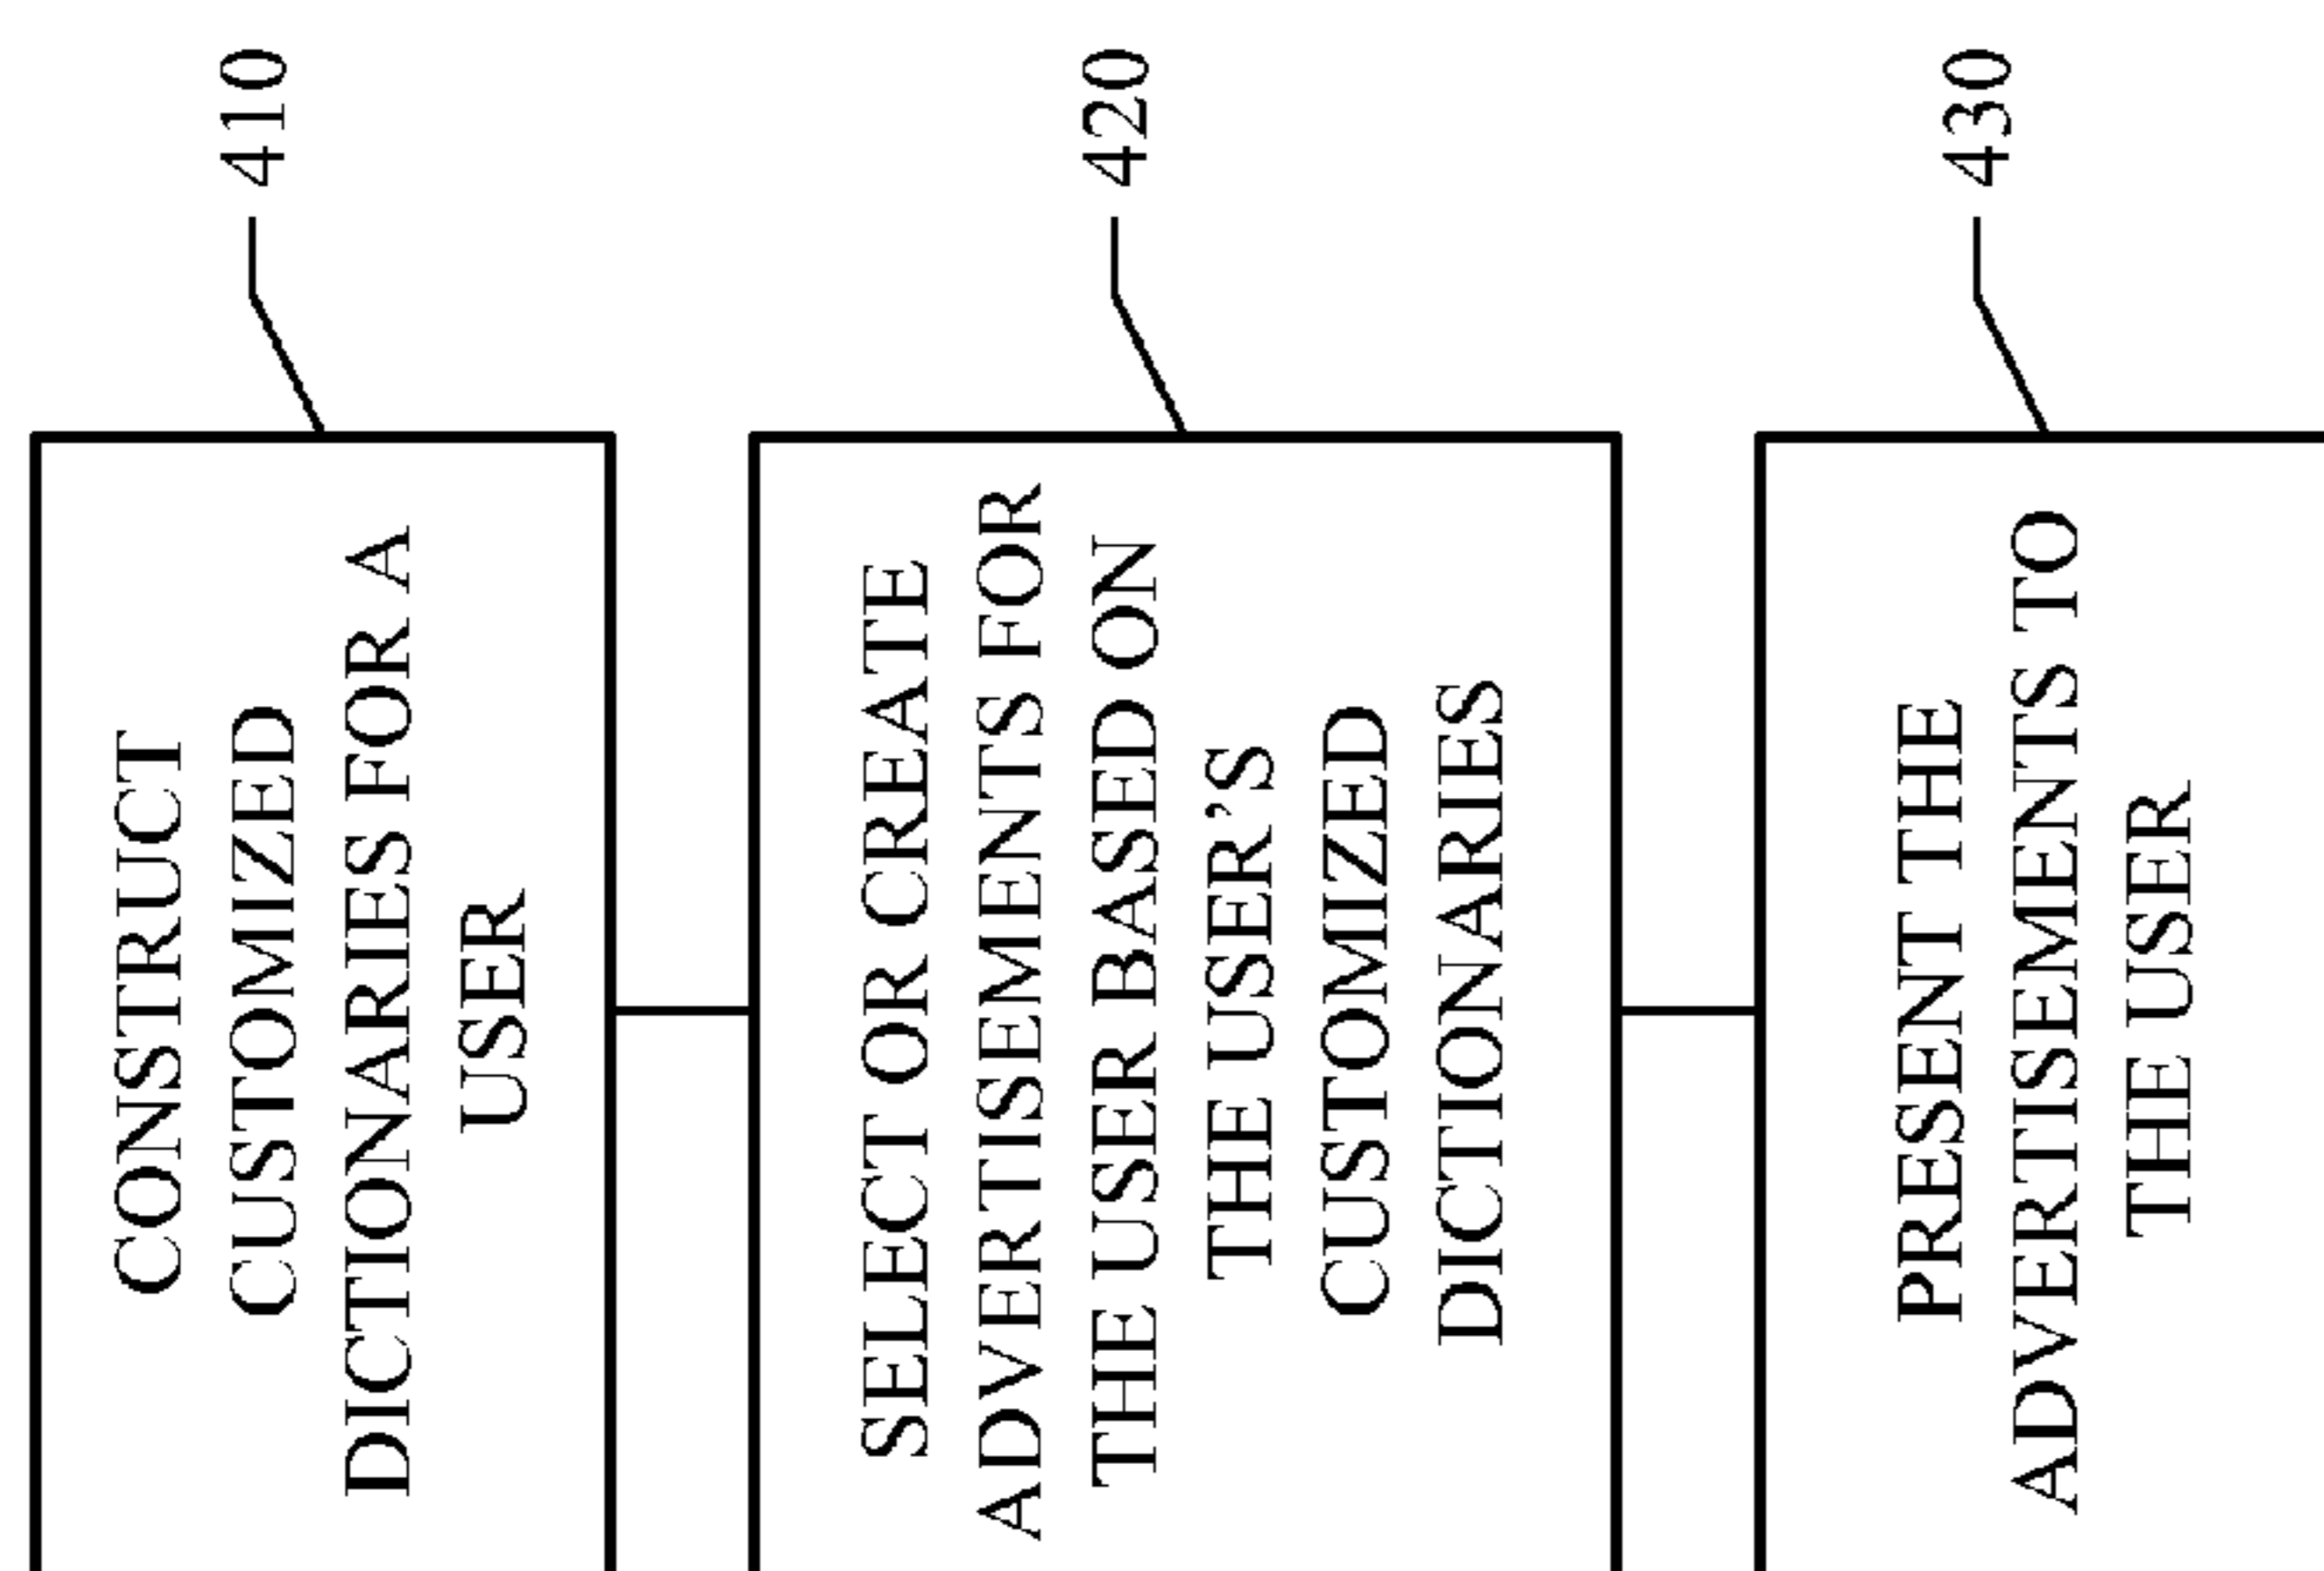 CONSTRUCT
CUSTOMIZED
DICTIONARIES FOR A
USER
410
SELECT OR CREATE
ADVERTISEMENTS FOR
THE USER BASED ON
THE USER’S
CUSTOMIZED
DICTIONARIES
420
PRESENT THE
ADVERTISEMENTS TO
THE USER
430